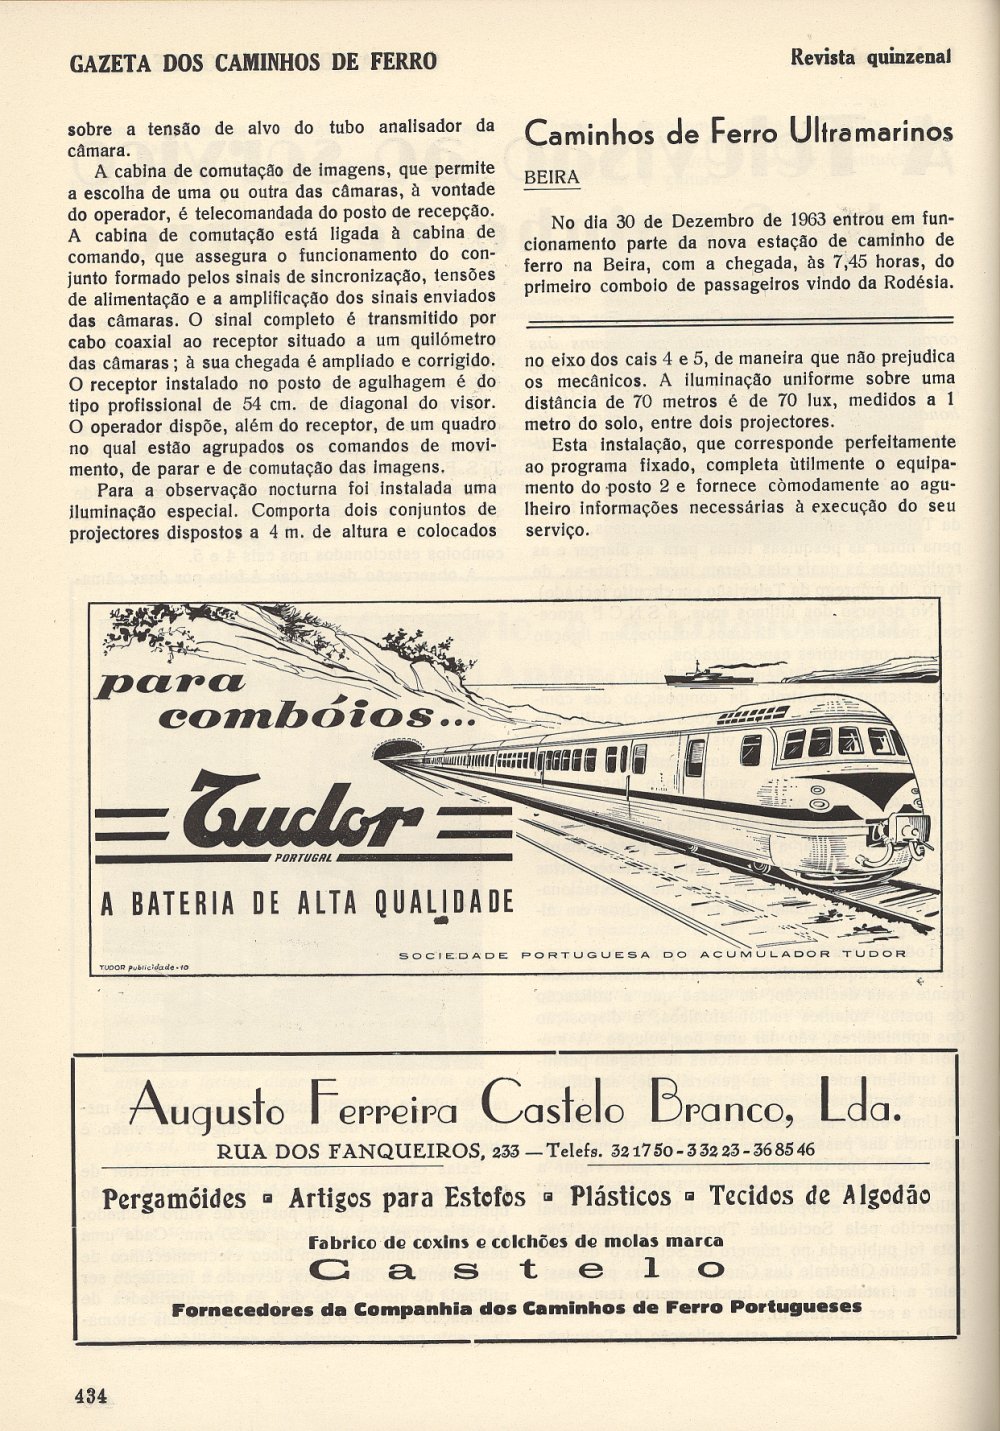 GAZETA DOS CAMINHOS DE FERRO
Revista quinzenal
sobre a tensão de alvo do tubo analisador da
câmara.
A cabina de comutação de imagens, que permite
a escolha de uma ou outra das câmaras, à vontade
do operador, é telecomandada do posto de recepção.
A cabina de comutação está ligada à cabina de
comando, que assegura o funcionamento do con-
junto formado pelos sinais de sincronização, tensões
de alimentação e a amplificação dos sinais enviados
das câmaras. O sinal completo é transmitido por
cabo coaxial ao receptor situado a um quilómetro
das câmaras; à sua chegada é ampliado e corrigido.
O receptor instalado no posto de agulhagem é do
tipo profissional de 54 cm. de diagonal do visor.
O operador dispõe, além do receptor, de um quadro
no qual estão agrupados os comandos de movi-
mento, de parar e de comutação das imagens.
Para a observação nocturna foi instalada uma
iluminação especial. Comporta dois conjuntos de
projectores dispostos a 4 m. de altura e colocados
Caminhos de Ferro Ultramarinos
BEIRA
No dia 30 de Dezembro de 1963 entrou em fun-
cionamento parte da nova estação de caminho de
ferro na Beira, com a chegada, às 7,45 horas, do
primeiro comboio de passageiros vindo da Rodésia.
no eixo dos cais 4 e 5, de maneira que não prejudica
os mecânicos. A iluminação uniforme sobre uma
distância de 70 metros é de 70 lux, medidos a 1
metro do solo, entre dois projectores.
Esta instalação, que corresponde perfeitamente
ao programa fixado, completa ùtilmente o equipa-
mento do posto 2 e fornece còmodamente ao agu-
lheiro informações necessárias à execução do seu
serviço.
para
combóios...
Tudor
PORTUGAL
A BATERIA DE ALTA QUALIDADE
SOCIEDADE PORTUGUESA DO ACUMULADOR TUDOR
TUDOR publicidade-10
Augusto Ferreira Castelo Branco, Lda.
RUA DOS FANQUEIROS, 233 — Telefs. 321750-33223-368546
Pergamóides ▫ Artigos para Estofos ▫ Plásticos ▫ Tecidos de Algodão
Fabrico de coxins e colchões de molas marca
Castelo
Fornecedores da Companhia dos Caminhos de Ferro Portugueses
434